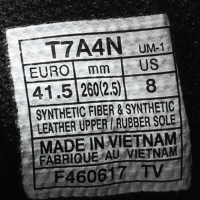 T7A4N UM-1
EURO mm US
41.5 260(2.5) 8
SYNTHETIC FIBER & SYNTHETIC
LEATHER UPPER / RUBBER SOLE
MADE IN VIETNAM
FABRIQUE AU VIETNAM
F460617 TV